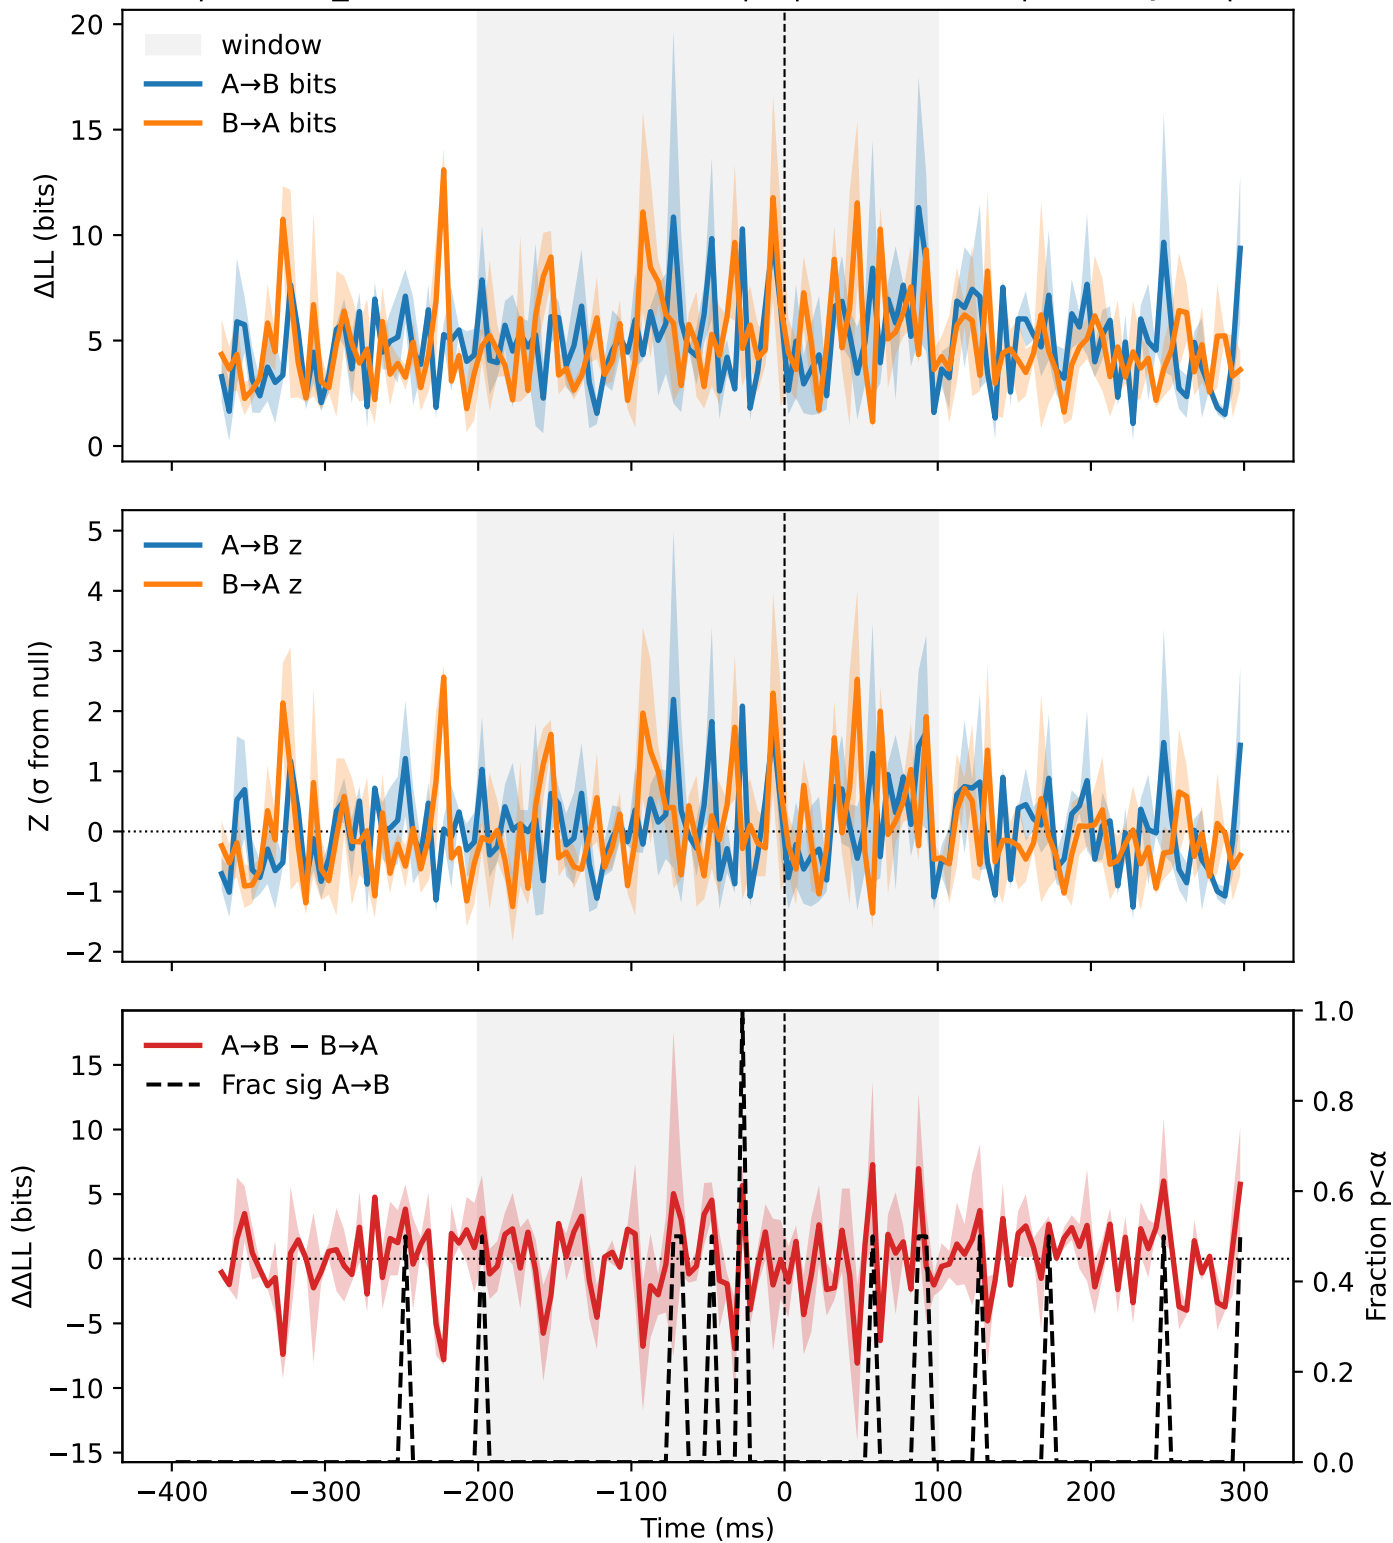 20
15
10
5
0
ΔLL (bits)
window
A→B bits
B→A bits
5
4
3
2
1
0
−1
−2
Z (σ from null)
A→B z
B→A z
15
10
5
0
−5
−10
−15
ΔΔLL (bits)
A→B − B→A
Frac sig A→B
1.0
0.8
0.6
0.4
0.2
0.0
Fraction p<α
−400 −300 −200 −100 0 100 200 300
Time (ms)